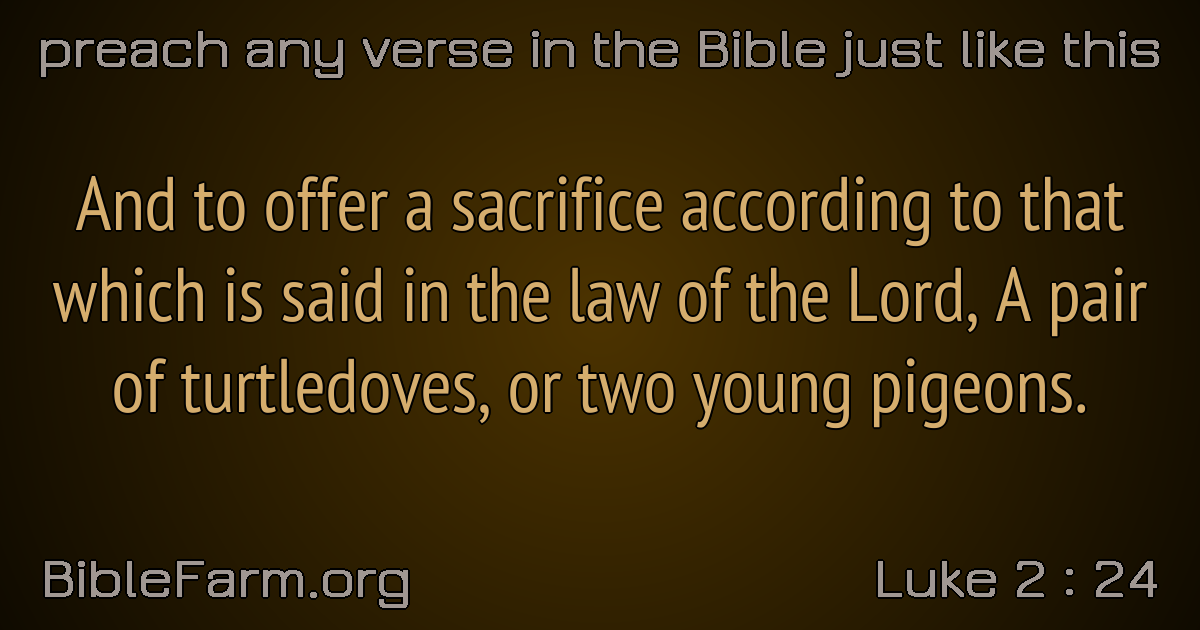 preach any verse in the Bible just like this
And to offer a sacrifice according to that
which is said in the law of the Lord, A pair
of turtledoves, or two young pigeons.
BibleFarm.org
Luke 2 : 24